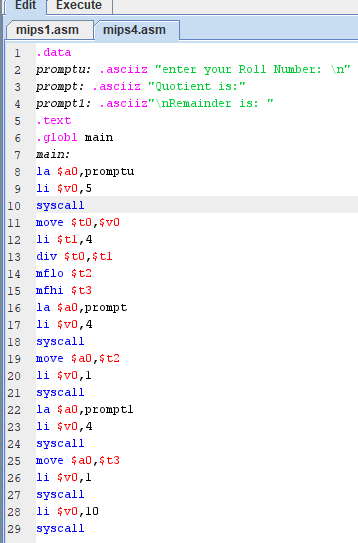 Edit Execute
mips1.asm mips4.asm
1 .data
2 promptu: .asciiz "enter your Roll Number: \n"
3 prompt: .asciiz "Quotient is:"
4 prompt1: .asciiz"\nRemainder is: "
5 .text
6 .globl main
7 main:
8 la $a0,promptu
9 li $v0,5
10 syscall
11 move $t0,$v0
12 li $t1,4
13 div $t0,$t1
14 mflo $t2
15 mfhi $t3
16 la $a0,prompt
17 li $v0,4
18 syscall
19 move $a0,$t2
20 li $v0,1
21 syscall
22 la $a0,prompt1
23 li $v0,4
24 syscall
25 move $a0,$t3
26 li $v0,1
27 syscall
28 li $v0,10
29 syscall